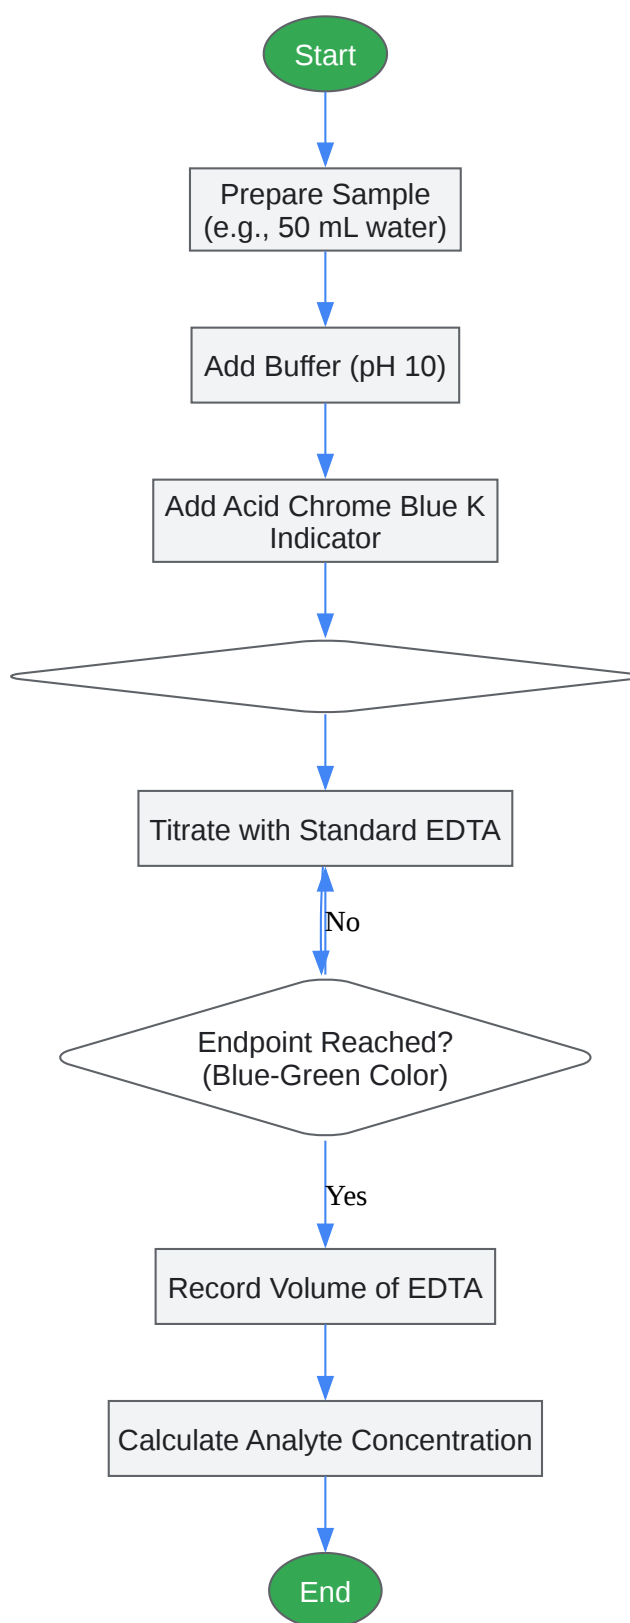 Start
Prepare Sample
(e.g., 50 mL water)
Add Buffer (pH 10)
Add Acid Chrome Blue K
Indicator
Titrate with Standard EDTA
No
Endpoint Reached?
(Blue-Green Color)
Yes
Record Volume of EDTA
Calculate Analyte Concentration
End